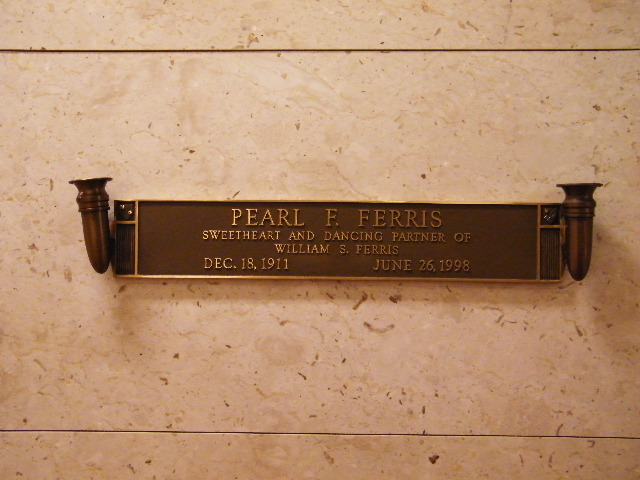 PEARL F. FERRIS
SWEETHEART AND DANCING PARTNER OF
WILLIAM S. FERRIS
DEC. 18, 1911 JUNE 26, 1998